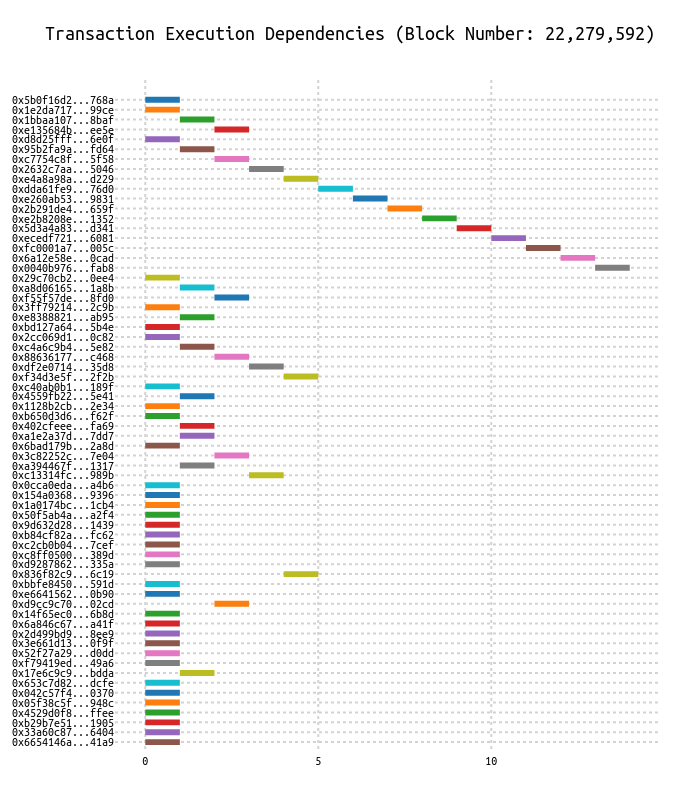 Transaction Execution Dependencies (Block Number: 22,279,592)
0x5b0f16d2...768a
0x1e2da717...99ce
0x1bbaa107...8baf
0xe135684b...ee5e
0xd8d25fff...6e0f
0x95b2fa9a...fd64
0xc7754c8f...5f58
0x2632c7aa...5046
0xe4a8a98a...d229
0xdda61fe9...76d0
0xe260ab53...9831
0x2b291de4...659f
0xe2b8208e...1352
0x5d3a4a83...d341
0xecedf721...6081
0xfc0001a7...005c
0x6a12e58e...0cad
0x0040b976...fab8
0x29c70cb2...0ee4
0xa8d06165...1a8b
0xf55f57de...8fd0
0x3ff79214...2c9b
0xe8388821...ab95
0xbd127a64...5b4e
0x2cc069d1...0c82
0xc4a6c9b4...5e82
0x88636177...c468
0xdf2e0714...35d8
0xf34d3e5f...2f2b
0xc40ab0b1...189f
0x4559fb22...5e41
0x1128b2cb...2e34
0xb650d3d6...f62f
0x402cfeee...fa69
0xa1e2a37d...7dd7
0x6bad179b...2a8d
0x3c82252c...7e04
0xa394467f...1317
0xc13314fc...989b
0x0cca0eda...a4b6
0x154a0368...9396
0x1a0174bc...1cb4
0x50f5ab4a...a2f4
0x9d632d28...1439
0xb84cf82a...fc62
0xc2cb0b04...7cef
0xc8ff0500...389d
0xd9287862...335a
0x836f82c9...6c19
0xbbfe8450...591d
0xe6641562...0b90
0xd9cc9c70...02cd
0x14f65ec0...6b8d
0x6a846c67...a41f
0x2d499bd9...8ee9
0x3e661d13...0f9f
0x52f27a29...d0dd
0xf79419ed...49a6
0x17e6c9c9...bdda
0x653c7d82...dcfe
0x042c57f4...0370
0x05f38c5f...948c
0x4529d0f8...ffee
0xb29b7e51...1905
0x33a60c87...6404
0x6654146a...41a9
0 5 10